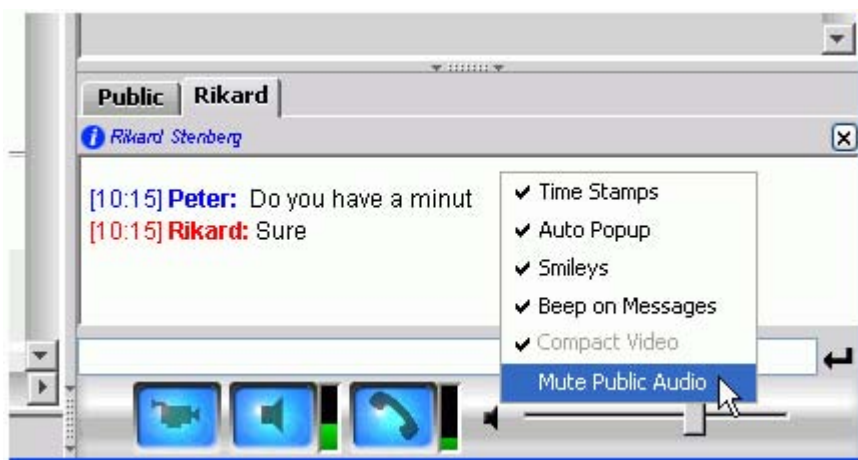 Public Rikard
Rikard Stenberg
[10:15] Peter: Do you have a minut
[10:15] Rikard: Sure
Time Stamps
Auto Popup
Smileys
Beep on Messages
Compact Video
Mute Public Audio